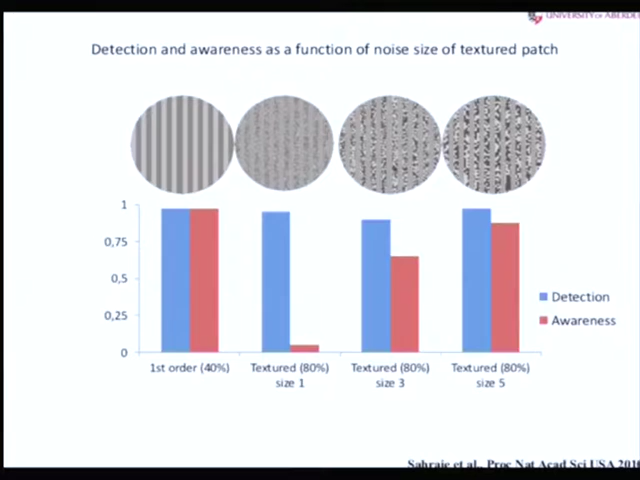 UNIVERSITY OF ABERDE
Detection and awareness as a function of noise size of textured patch
1
0,75
0,5
0,25
0
Detection
Awareness
1st order (40%)
Textured (80%)
size 1
Textured (80%)
size 3
Textured (80%)
size 5
Sahraie et al., Proc Nat Acad Sci USA 2010